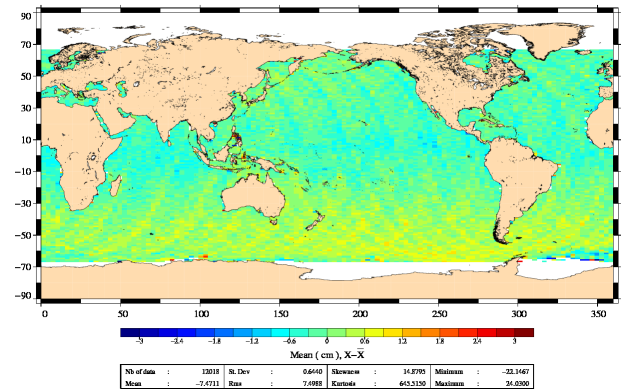 90
70
50
30
10
−10
−30
−50
−70
−90
0 50 100 150 200 250 300 350
−3 −2.4 −1.8 −1.2 −0.6 0 0.6 1.2 1.8 2.4 3
Mean ( cm ), X−X̄
Nb of data : 12018 St. Dev : 0.6440 Skewness : 14.8795 Minimum : −22.1467
Mean : −7.4711 Rms : 7.4988 Kurtosis : 645.5150 Maximum : 24.0300